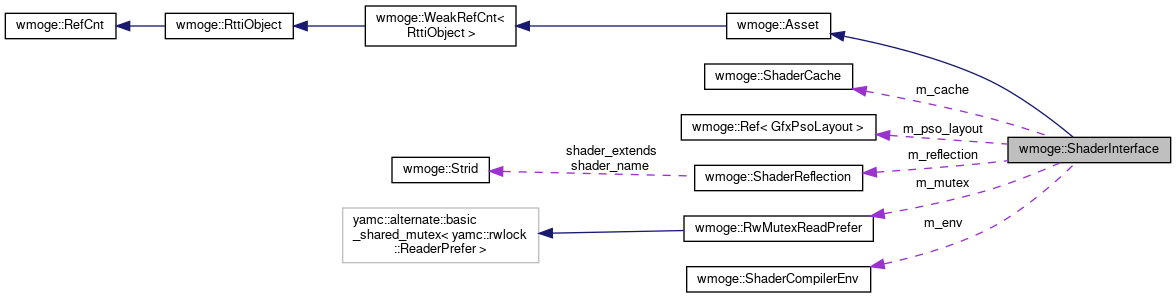 wmoge::RefCnt
wmoge::RttiObject
wmoge::WeakRefCnt<
RttiObject >
wmoge::Asset
wmoge::ShaderCache
m_cache
wmoge::Ref< GfxPsoLayout >
m_pso_layout
wmoge::ShaderInterface
wmoge::Strid
shader_extends
shader_name
wmoge::ShaderReflection
m_reflection
m_mutex
yamc::alternate::basic
_shared_mutex< yamc::rwlock
::ReaderPrefer >
wmoge::RwMutexReadPrefer
m_env
wmoge::ShaderCompilerEnv